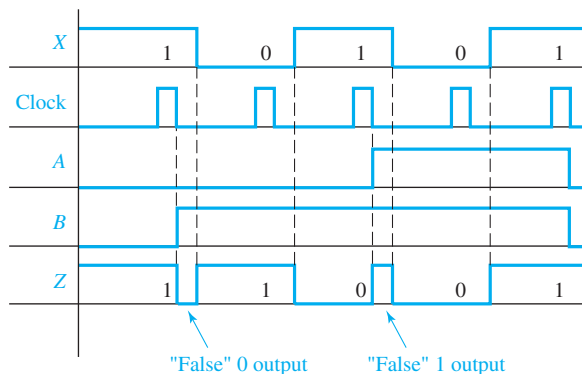 X 1 0 1 0 1
Clock
A
B
Z 1 1 0 0 1
"False" 0 output "False" 1 output